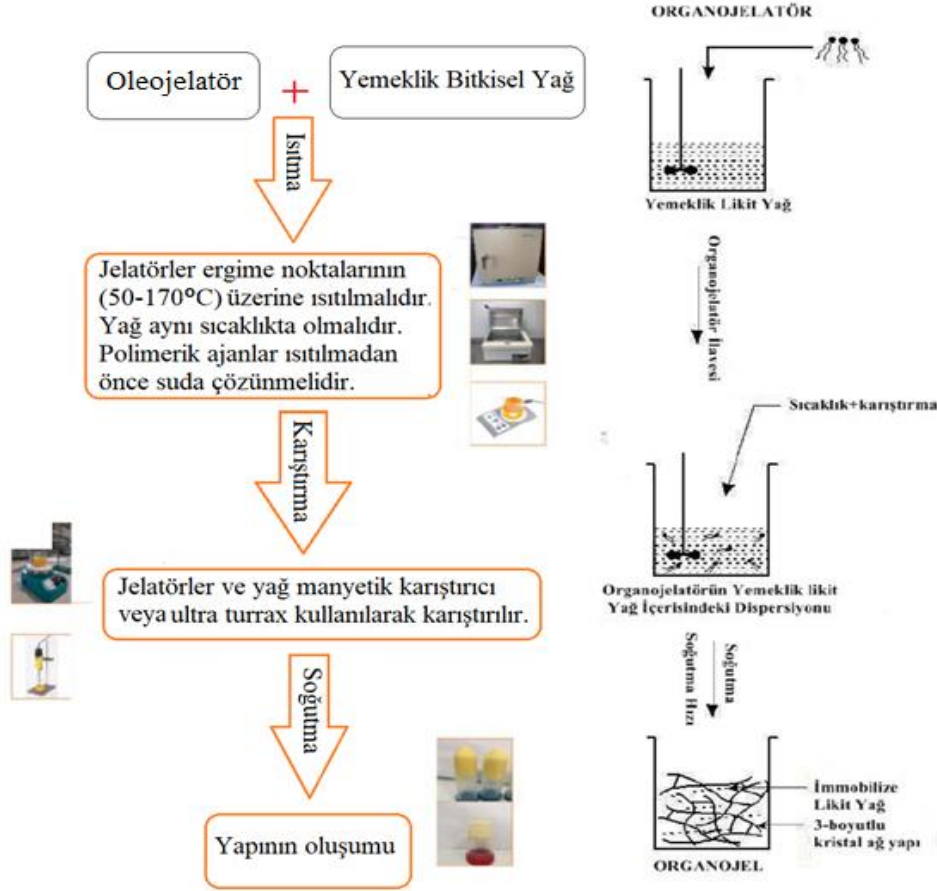 Oleojelatör
+
Yemeklik Bitkisel Yağ
Isıtma
Jelatörler ergime noktalarının
(50-170°C) üzerine ısıtılmalıdır.
Yağ aynı sıcaklıkta olmalıdır.
Polimerik ajanlar ısıtılmadan
önce suda çözünmelidir.
Karıştırma
Jelatörler ve yağ manyetik karıştırıcı
veya ultra turrax kullanılarak karıştırılır.
Soğutma
Yapının oluşumu
ORGANOJELATÖR
Yemeklik Likit Yağ
Organojelatör İlavesi
Sıcaklık+karıştırma
Organojelatörün Yemeklik likit
Yağ İçerisindeki Dispersiyonu
Soğutma
Soğutma Hızı
İmmobilize
Likit Yağ
3-boyutlu
kristal ağ yapı
ORGANOJEL